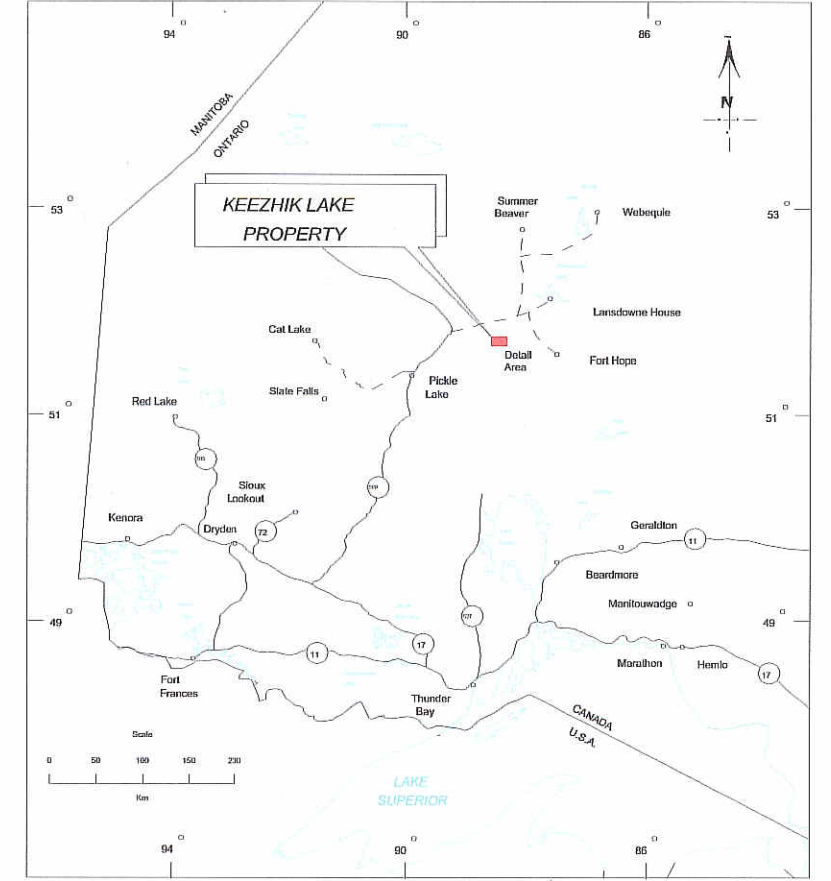 94°
90°
86°
N
MANITOBA
ONTARIO
53°
53°
KEEZHIK LAKE
PROPERTY
Summer
Beaver
Webequie
Lansdowne House
Cat Lake
Detail
Area
Fort Hope
Pickle
Lake
Slate Falls
Red Lake
51°
51°
Sioux
Lookout
Kenora
Dryden
72
Geraldton
11
Beardmore
Manitouwadge
49°
49°
17
11
Marathon
Hemlo
17
Fort
Frances
Thunder
Bay
CANADA
U.S.A.
Scale
0 50 100 150 230
Km
LAKE
SUPERIOR
94°
90°
86°